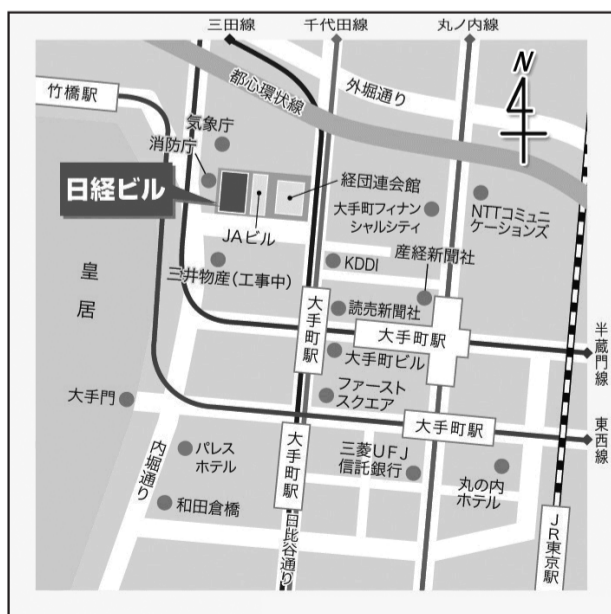 三田線
千代田線
丸ノ内線
竹橋駅
都心環状線
外堀通り
N
気象庁
消防庁
日経ビル
経団連会館
大手町フィナン
シャルシティ
NTTコミュニ
ケーションズ
JAビル
産経新聞社
三井物産(工事中)
KDDI
皇居
大手町駅
読売新聞社
大手町駅
半蔵門線
大手町ビル
大手門
ファースト
スクエア
大手町駅
東西線
内堀通り
パレス
ホテル
大手町駅
三菱UFJ
信託銀行
丸の内
ホテル
和田倉橋
日比谷通り
JR東京駅